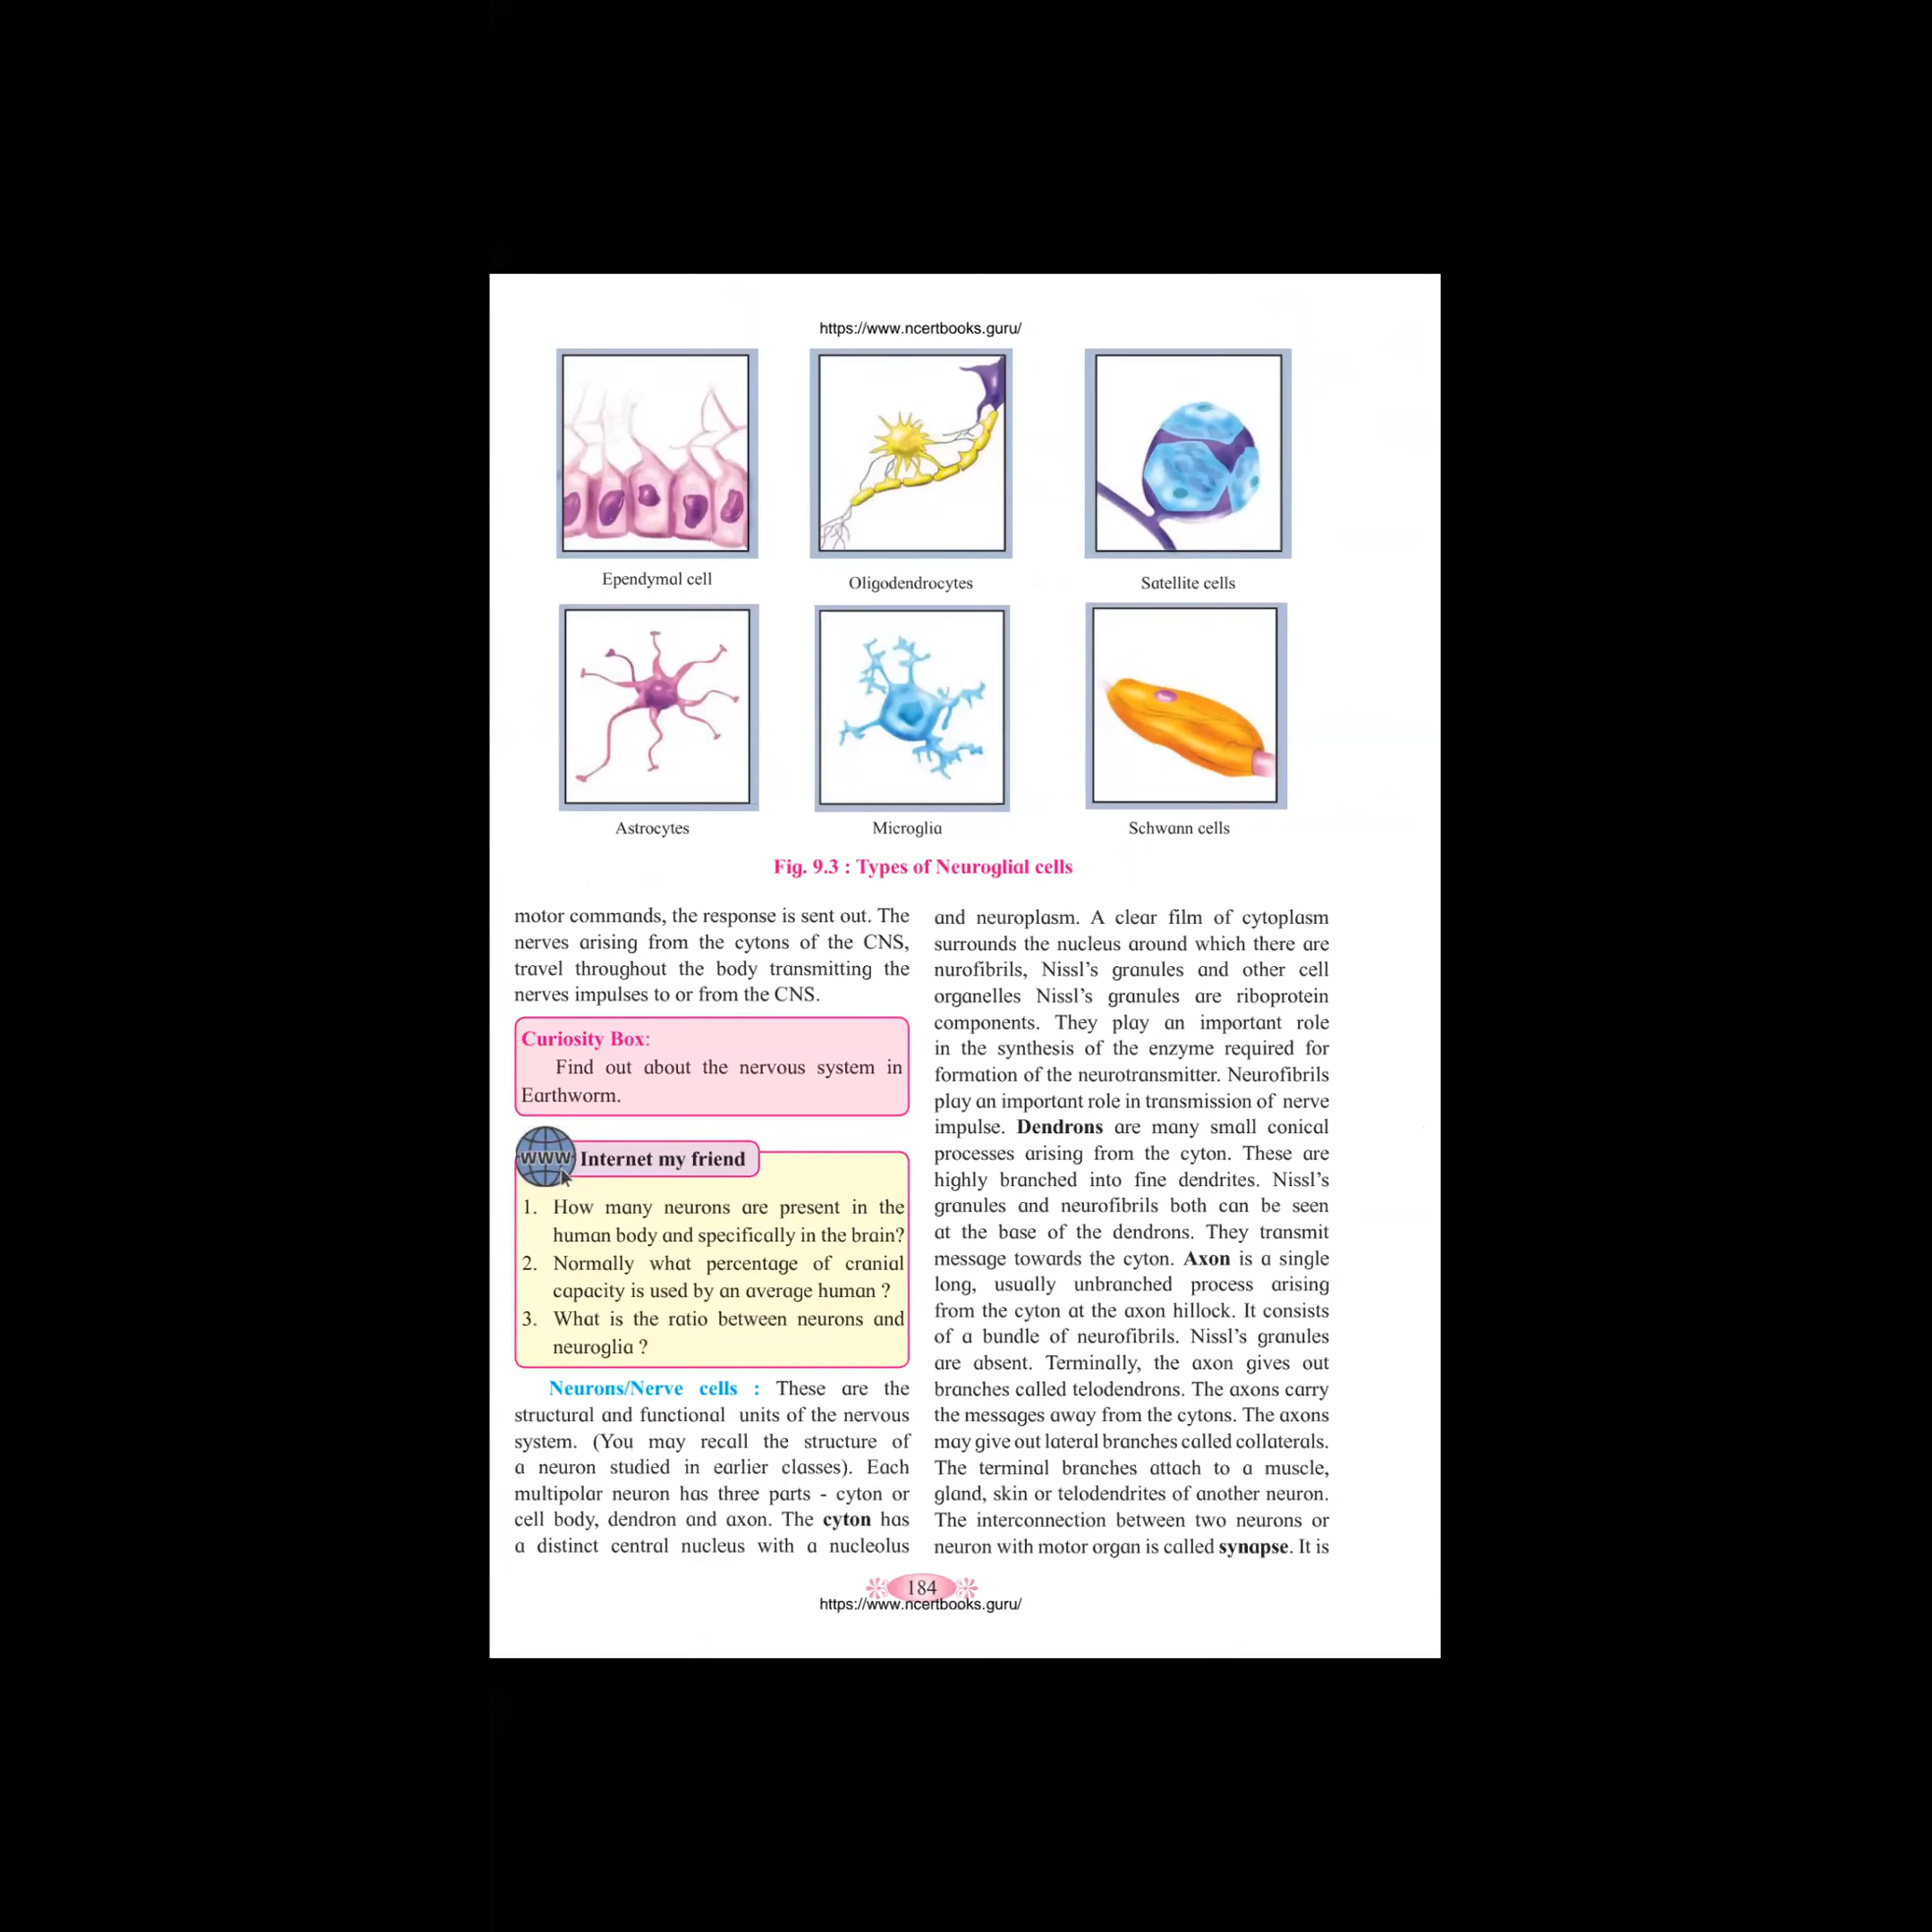 https://www.ncertbooks.guru/
Ependymal cell
Oligodendrocytes
Satellite cells
Astrocytes
Microglia
Schwann cells
Fig. 9.3 : Types of Neuroglial cells
motor commands, the response is sent out. The
nerves arising from the cytons of the CNS,
travel throughout the body transmitting the
nerves impulses to or from the CNS.
Curiosity Box:
Find out about the nervous system in
Earthworm.
WWW Internet my friend
1. How many neurons are present in the
human body and specifically in the brain?
2. Normally what percentage of cranial
capacity is used by an average human ?
3. What is the ratio between neurons and
neuroglia ?
Neurons/Nerve cells : These are the
structural and functional units of the nervous
system. (You may recall the structure of
a neuron studied in earlier classes). Each
multipolar neuron has three parts - cyton or
cell body, dendron and axon. The cyton has
a distinct central nucleus with a nucleolus
and neuroplasm. A clear film of cytoplasm
surrounds the nucleus around which there are
nurofibrils, Nissl's granules and other cell
organelles Nissl's granules are riboprotein
components. They play an important role
in the synthesis of the enzyme required for
formation of the neurotransmitter. Neurofibrils
play an important role in transmission of nerve
impulse. Dendrons are many small conical
processes arising from the cyton. These are
highly branched into fine dendrites. Nissl's
granules and neurofibrils both can be seen
at the base of the dendrons. They transmit
message towards the cyton. Axon is a single
long, usually unbranched process arising
from the cyton at the axon hillock. It consists
of a bundle of neurofibrils. Nissl's granules
are absent. Terminally, the axon gives out
branches called telodendrons. The axons carry
the messages away from the cytons. The axons
may give out lateral branches called collaterals.
The terminal branches attach to a muscle,
gland, skin or telodendrites of another neuron.
The interconnection between two neurons or
neuron with motor organ is called synapse. It is
184
https://www.ncertbooks.guru/